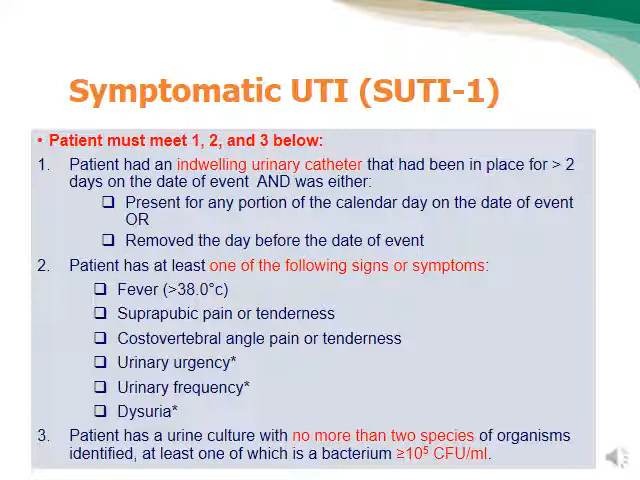 Symptomatic UTI (SUTI-1)
• Patient must meet 1, 2, and 3 below:
1. Patient had an indwelling urinary catheter that had been in place for > 2
days on the date of event AND was either:
❑ Present for any portion of the calendar day on the date of event
OR
❑ Removed the day before the date of event
2. Patient has at least one of the following signs or symptoms:
❑ Fever (>38.0°c)
❑ Suprapubic pain or tenderness
❑ Costovertebral angle pain or tenderness
❑ Urinary urgency*
❑ Urinary frequency*
❑ Dysuria*
3. Patient has a urine culture with no more than two species of organisms
identified, at least one of which is a bacterium ≥10⁵ CFU/ml.